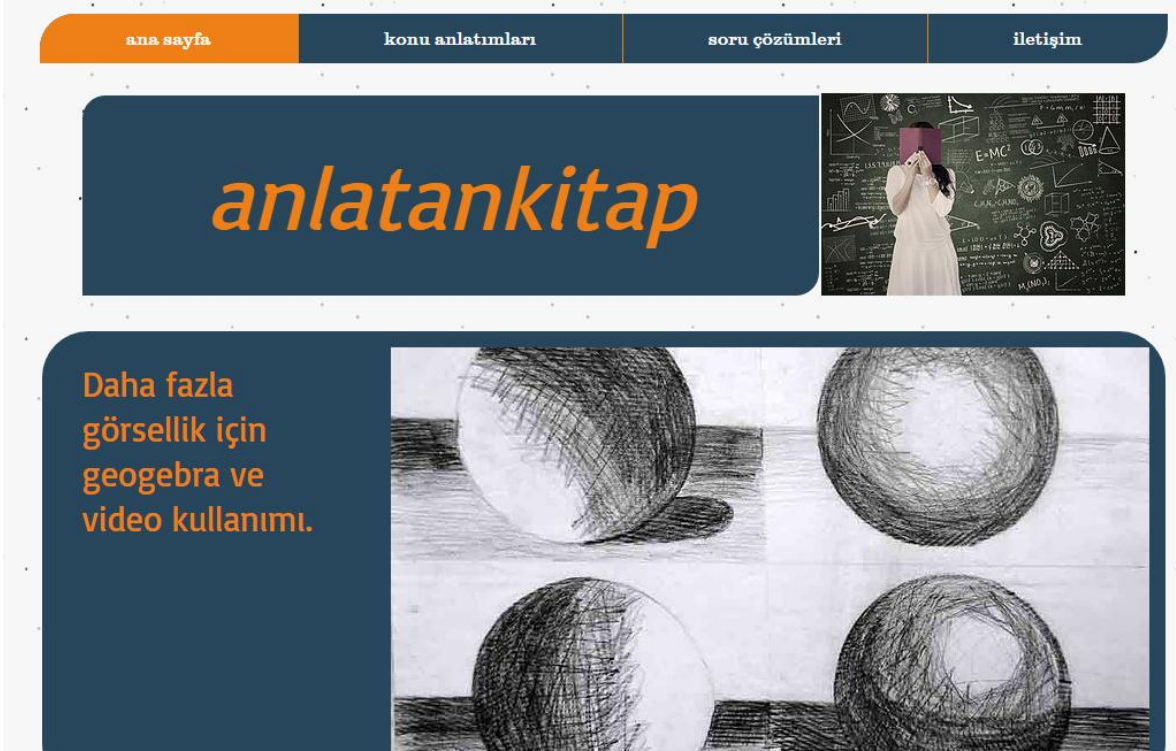 ana sayfa
konu anlatımları
soru çözümleri
iletişim
anlatankitap
E=MC²
Daha fazla
görsellik için
geogebra ve
video kullanımı.